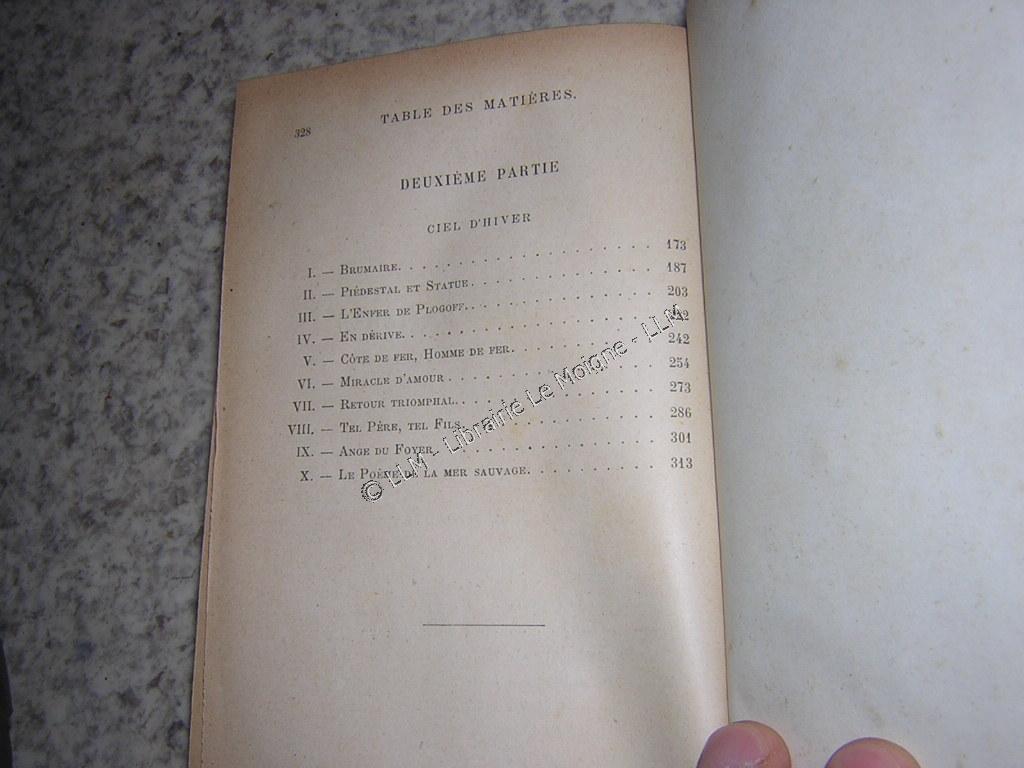 328
TABLE DES MATIÈRES.
DEUXIÈME PARTIE
CIEL D'HIVER
I. — BRUMAIRE. . . . . . . . . . . . . . . . 173
II. — PIÉDESTAL ET STATUE . . . . . . . . . . . . 187
III. — L'ENFER DE PLOGOFF. . . . . . . . . . . . . 203
IV. — EN DÉRIVE. . . . . . . . . . . . . . . .
V. — CÔTE DE FER, HOMME DE FER. . . . . . . . . . 242
VI. — MIRACLE D'AMOUR . . . . . . . . . . . . . 254
VII. — RETOUR TRIOMPHAL. . . . . . . . . . . . . 273
VIII. — TEL PÈRE, TEL FILS. . . . . . . . . . . . . 286
IX. — ANGE DU FOYER. . . . . . . . . . . . . . 301
X. — LE POÈME DE LA MER SAUVAGE. . . . . . . . . 313
© LLM - Librairie Le Moigne - LLM